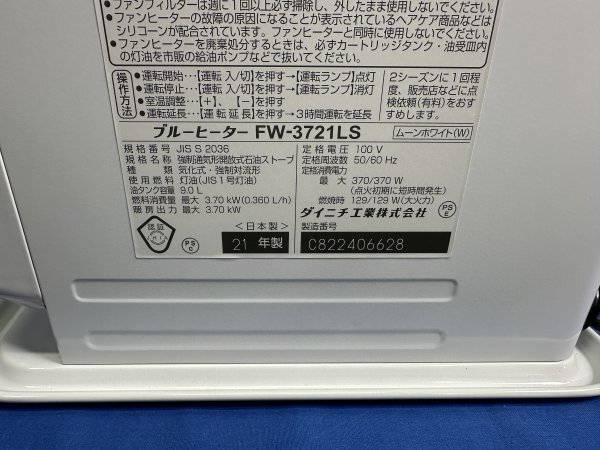 ファンフィルターは週に1回以上必ず掃除し、外したまま使用しないでください。
・ファンヒーターの故障の原因になることが表示されているヘアケア商品などは
シリコーンが配合されています。ファンヒーターと同時に使用しないでください。
・ファンヒーターを廃棄処分するときは、必ずカートリッジタンク・油受皿内
の灯油を市販の給油ポンプなどで抜いてください。
操作方法
・運転開始…【運転 入/切】を押す→【運転ランプ】点灯
・運転停止…【運転 入/切】を押す→【運転ランプ】消灯
・室温調整…【+】、【-】を押す
・運転延長…【運転延長】を押す→3時間運転を延長
2シーズンに1回程
度、販売店などに点
検依頼(有料)をおす
すめします。
ブルーヒーター FW-3721LS
ムーンホワイト(W)
規格番号 JIS S 2036
規格名称 強制通気形開放式石油ストーブ
種類 気化式・強制対流形
使用燃料 灯油(JIS1号灯油)
油タンク容量 9.0 L
燃料消費量 最大 3.70 kW(0.360 L/h)
暖房出力 最大 3.70 kW
定格電圧 100 V
定格周波数 50/60 Hz
定格消費電力
最大 370/370 W
(点火初期に短時間発生)
燃焼時 129/129 W(大火力)
ダイニチ工業株式会社
PSE
認証
PSC
<日本製>
21 年製
製造番号
C822406628